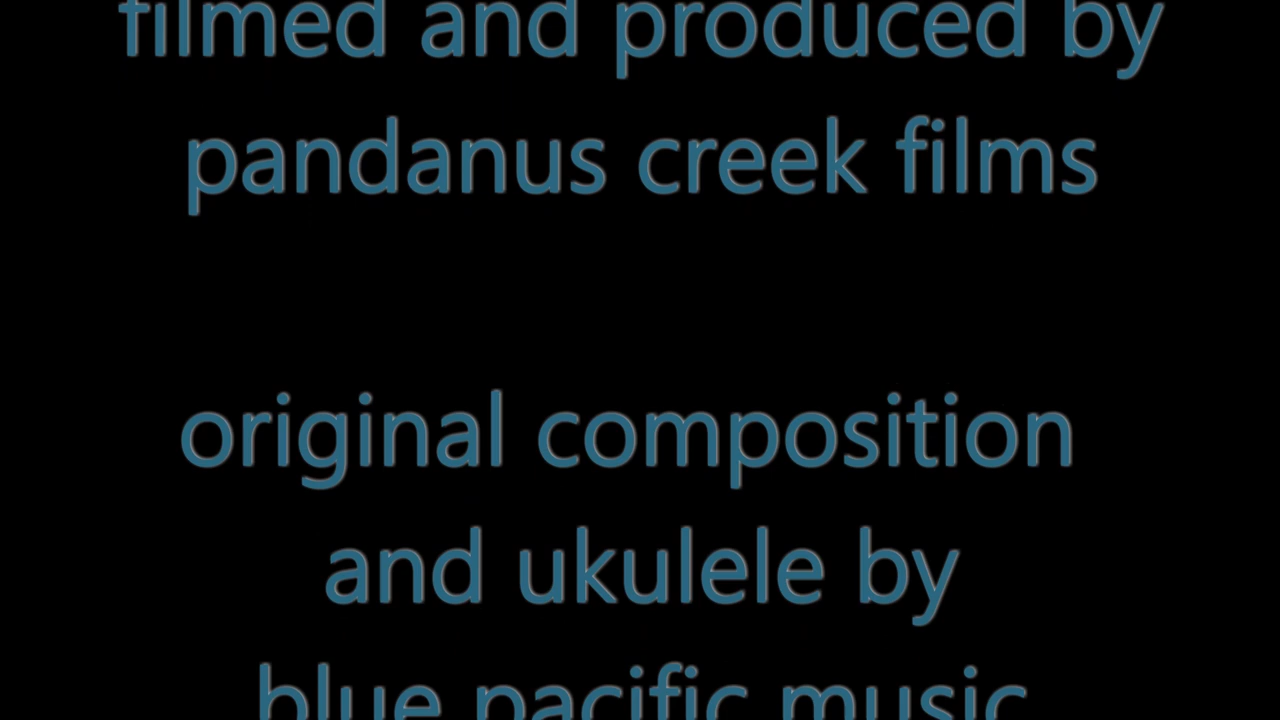 filmed and produced by
pandanus creek films
original composition
and ukulele by
blue pacific music